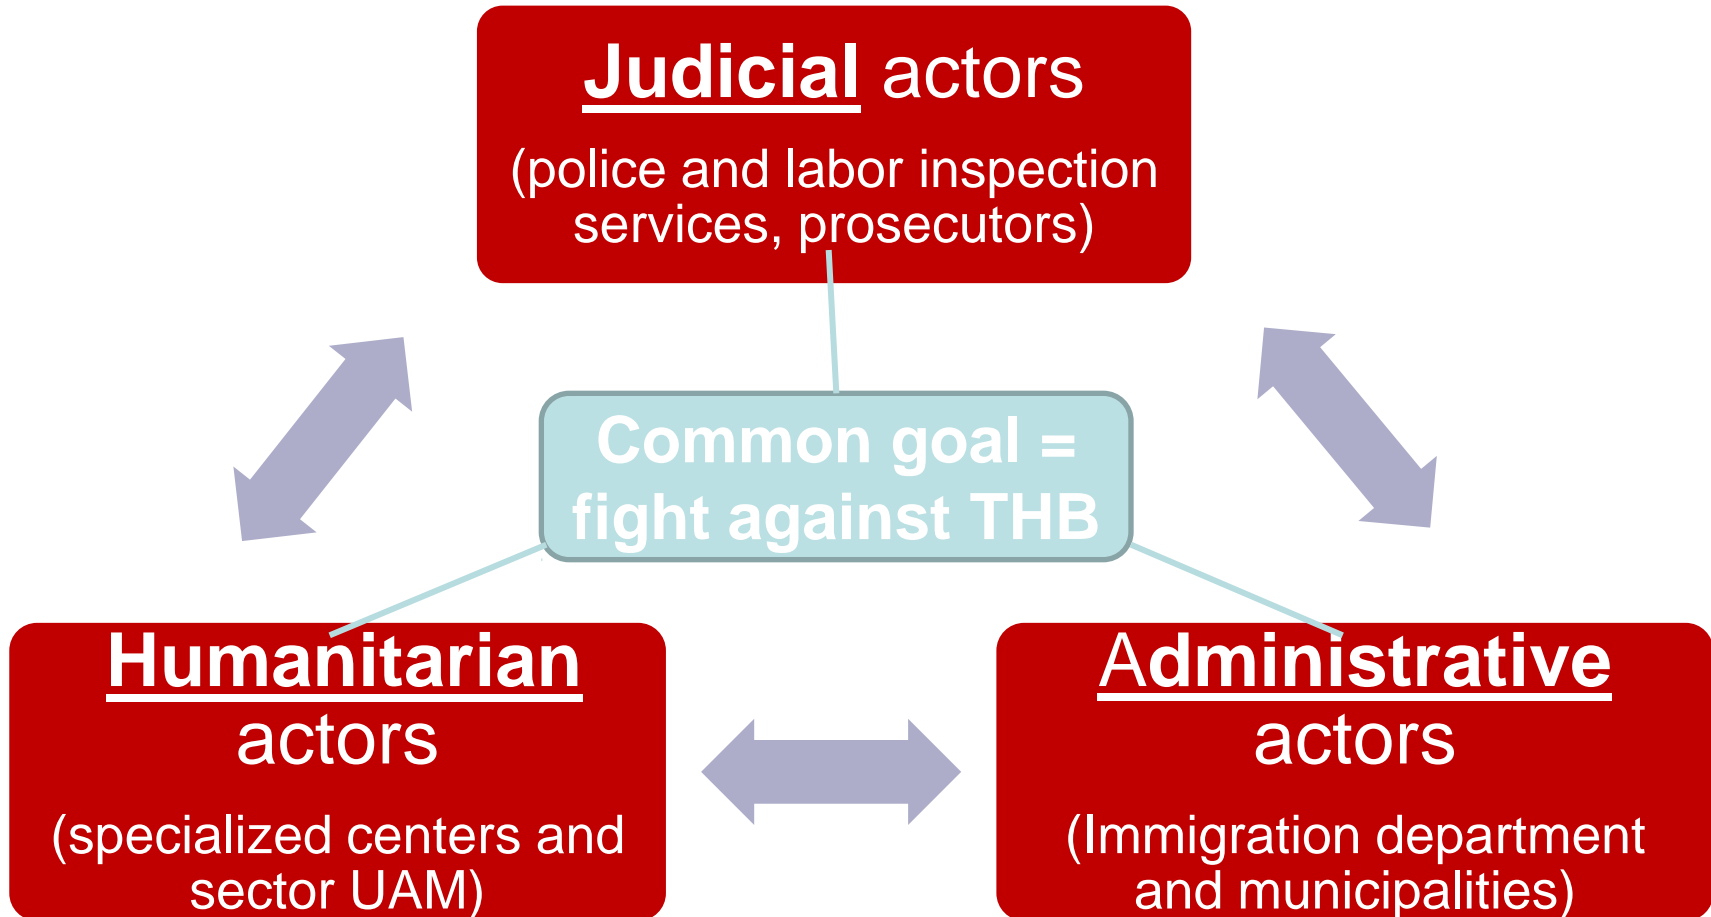 Judicial actors
(police and labor inspection
services, prosecutors)
Common goal =
fight against THB
Humanitarian
actors
(specialized centers and
sector UAM)
Administrative
actors
(Immigration department
and municipalities)